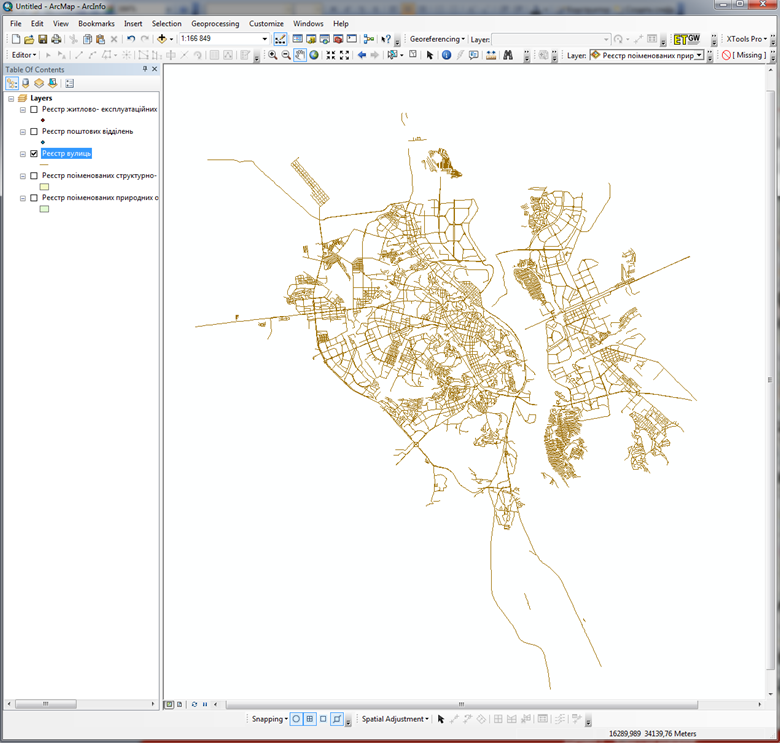 Untitled - ArcMap - ArcInfo
File Edit View Bookmarks Insert Selection Geoprocessing Customize Windows Help
1:166 849 Georeferencing Layer: ETGW XTools Pro
Editor Layer: Реєстр поіменованих прир [ Missing ]
Table Of Contents
Layers
Реєстр житлово- експлуатаційних
Реєстр поштових відділень
Реєстр вулиць
Реєстр поіменованих структурно-
Реєстр поіменованих природних о
Snapping Spatial Adjustment
16289,989 34139,76 Meters